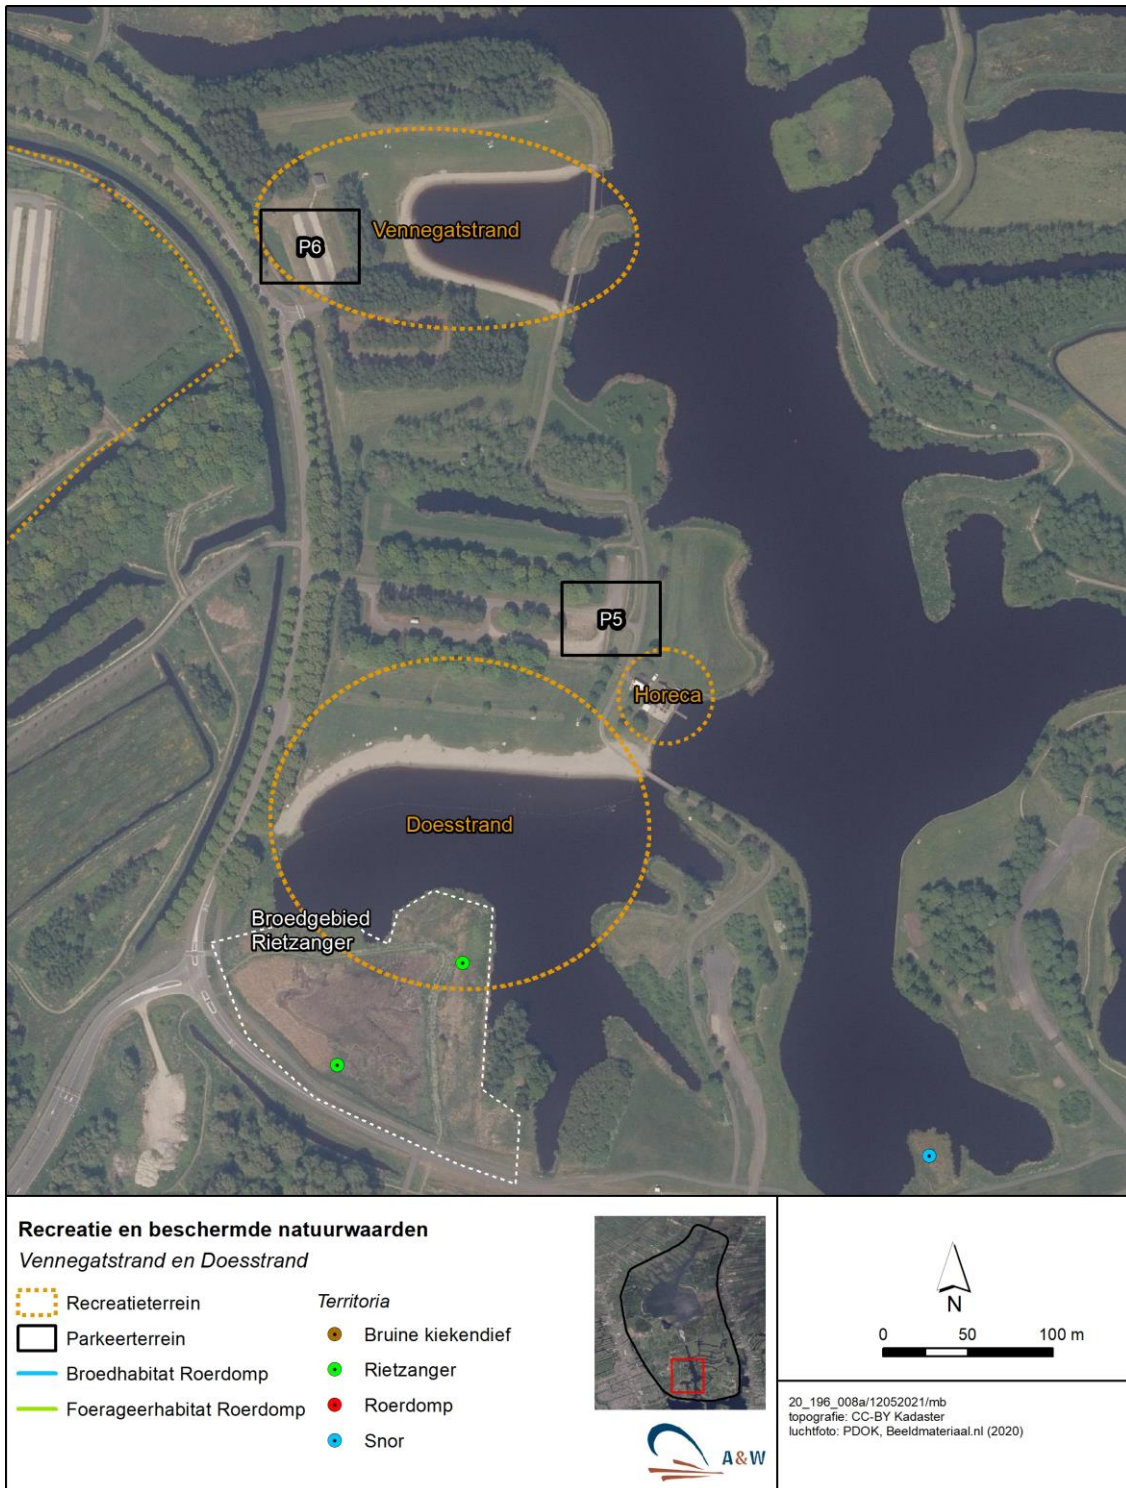 Vennegatstrand
P6
P5
Horeca
Doesstrand
Broedgebied
Rietzanger
Recreatie en beschermde natuurwaarden
Vennegatstrand en Doesstrand
Recreatieterrein
Parkeerterrein
Broedhabitat Roerdomp
Foerageerhabitat Roerdomp
Territoria
Bruine kiekendief
Rietzanger
Roerdomp
Snor
A&W
N
0 50 100 m
20_196_008a/12052021/mb
topografie: CC-BY Kadaster
luchtfoto: PDOK, Beeldmateriaal.nl (2020)